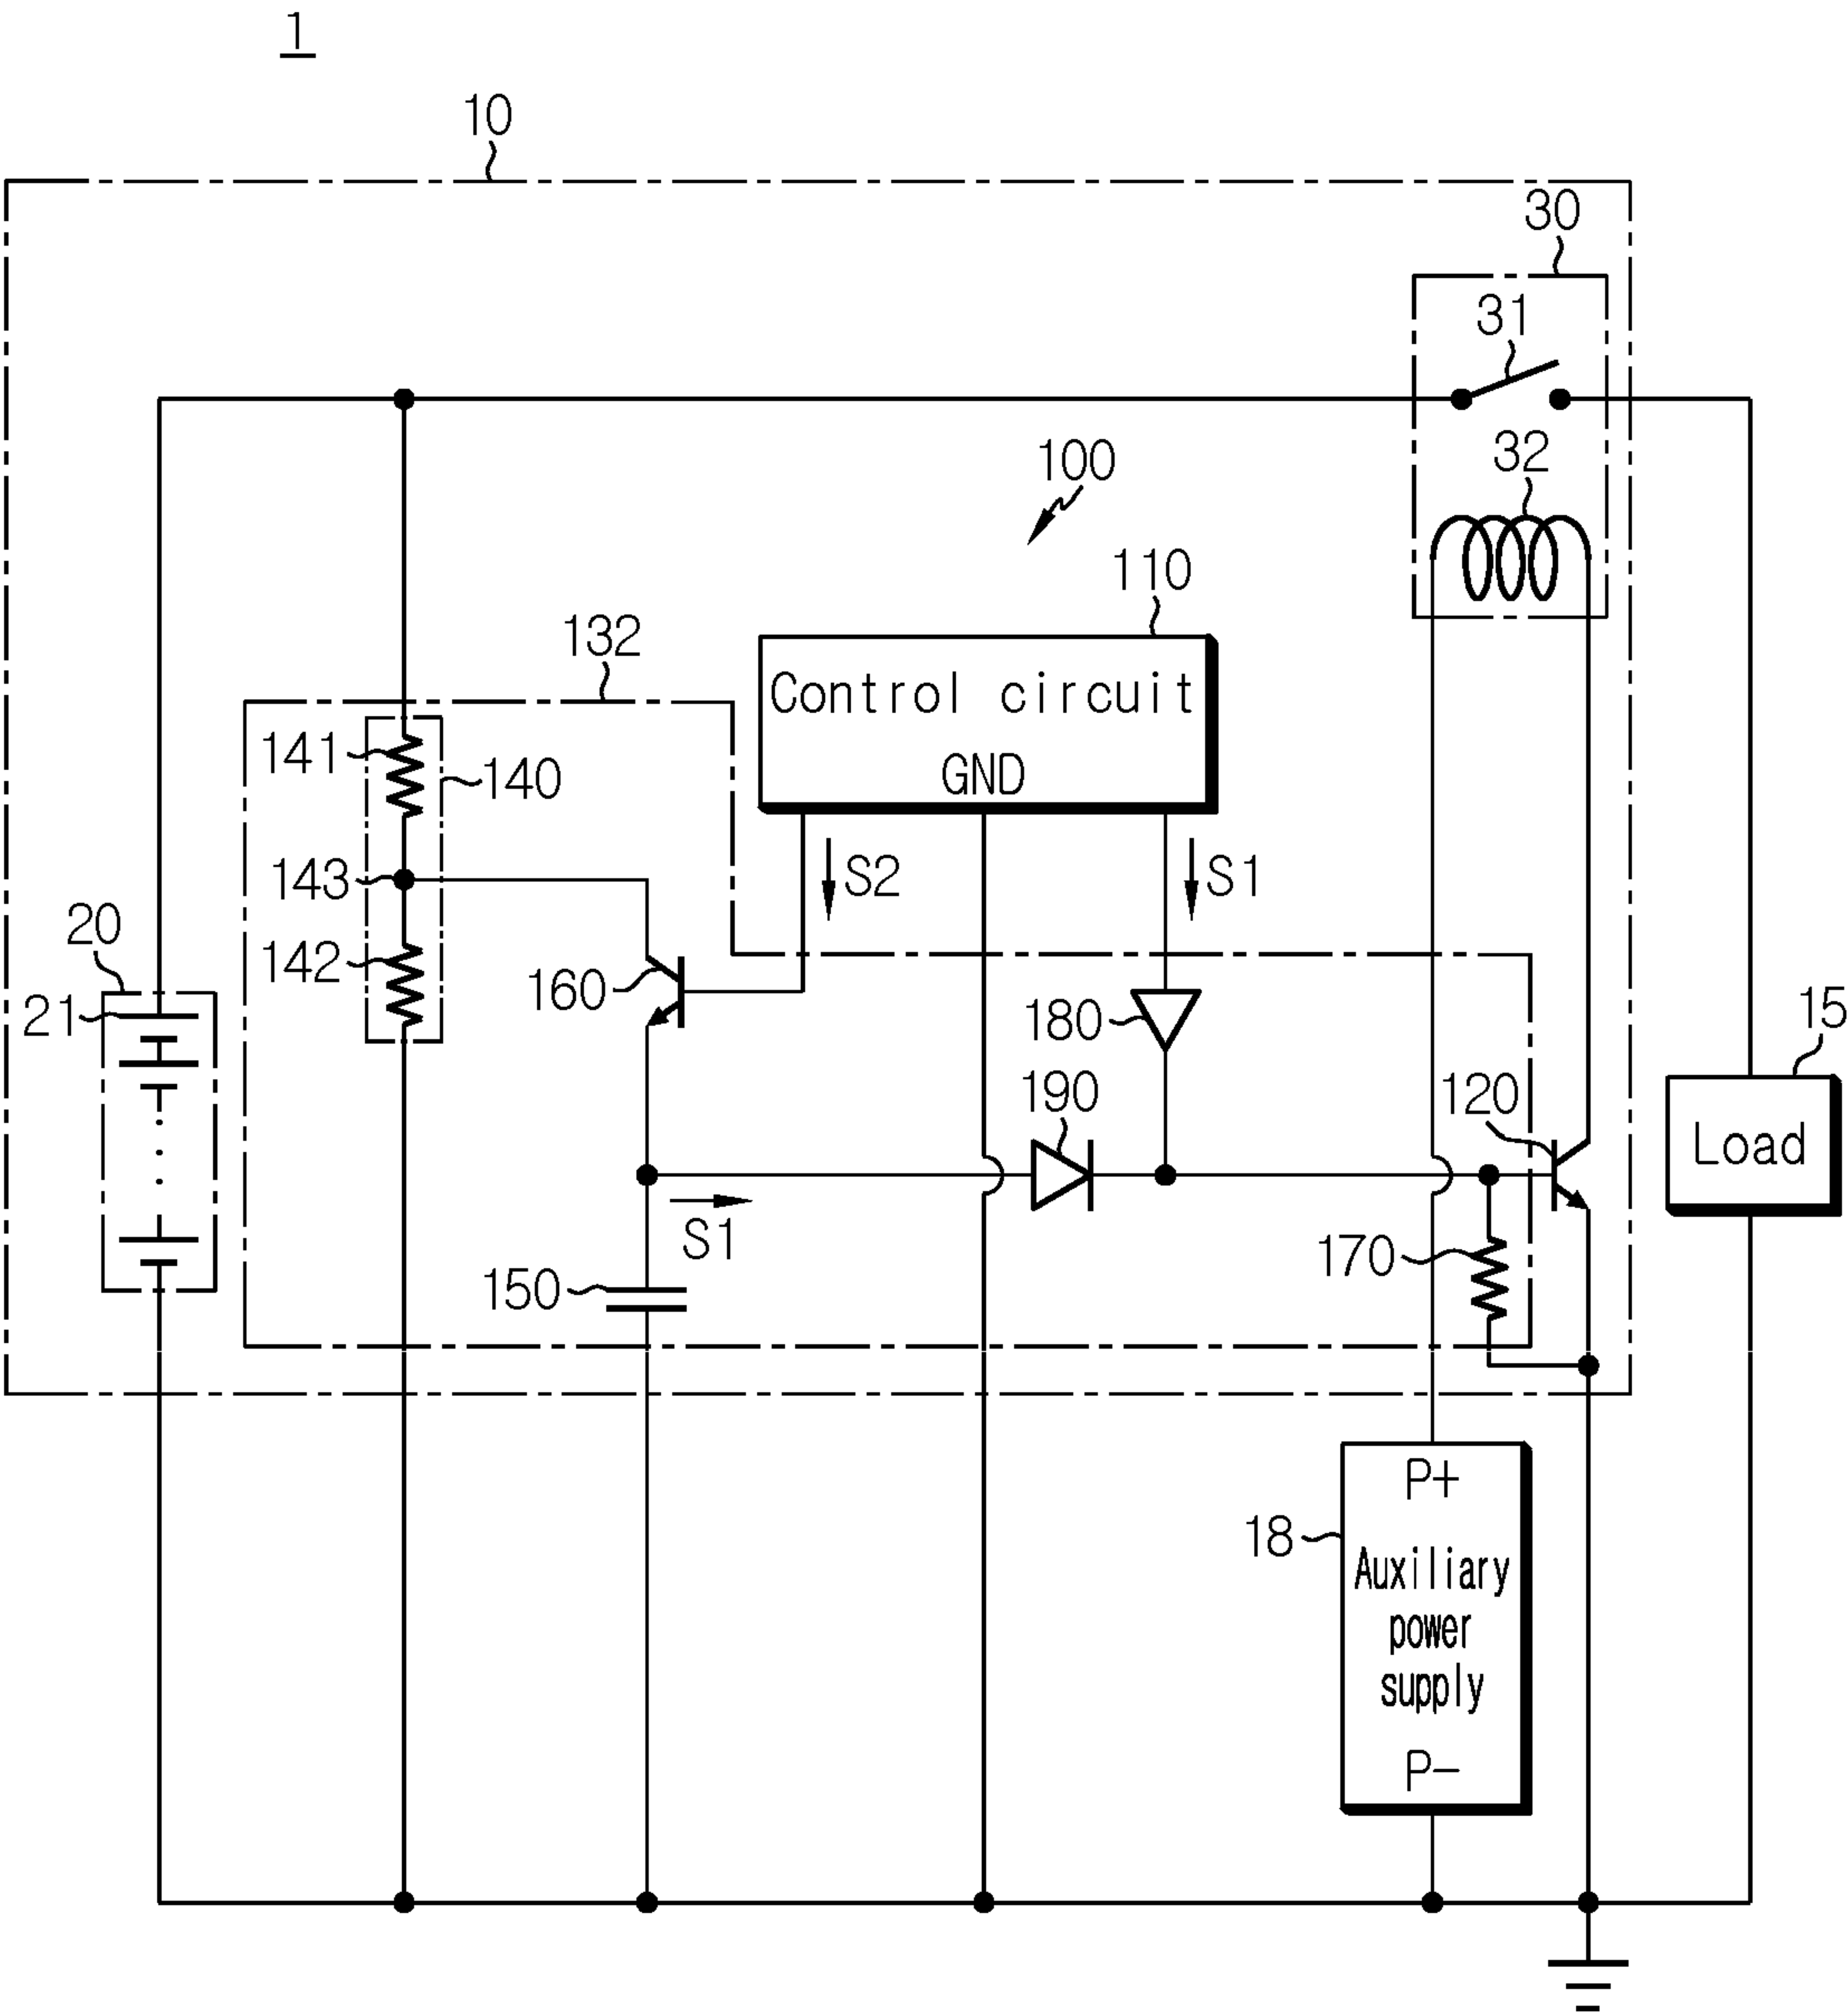 1
10
30
31
32
100
110
132
Control circuit
GND
141
140
143
S2
S1
142
160
20
21
180
15
190
120
Load
S1
170
150
P+
18
Auxiliary
power
supply
P-